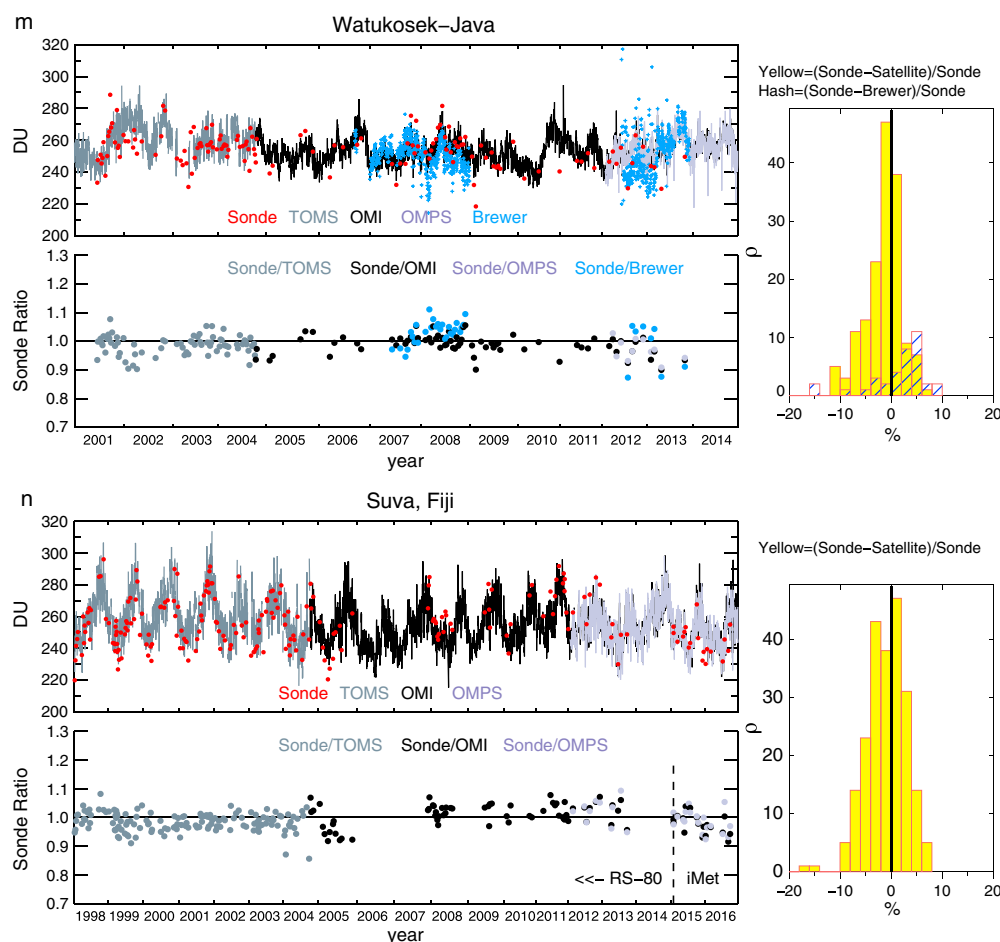 m
Watukosek–Java
320
300
280
260
240
220
200
DU
Sonde TOMS OMI OMPS Brewer
1.3
1.2
1.1
1.0
0.9
0.8
0.7
Sonde Ratio
Sonde/TOMS Sonde/OMI Sonde/OMPS Sonde/Brewer
2001 2002 2003 2004 2005 2006 2007 2008 2009 2010 2011 2012 2013 2014
year
Yellow=(Sonde−Satellite)/Sonde
Hash=(Sonde−Brewer)/Sonde
40
30
20
10
0
ρ
−20 −10 0 10 20
%
n
Suva, Fiji
320
300
280
260
240
220
200
DU
Sonde TOMS OMI OMPS
1.3
1.2
1.1
1.0
0.9
0.8
0.7
Sonde Ratio
Sonde/TOMS Sonde/OMI Sonde/OMPS
<<− RS−80 iMet
1998 1999 2000 2001 2002 2003 2004 2005 2006 2007 2008 2009 2010 2011 2012 2013 2014 2015 2016
year
Yellow=(Sonde−Satellite)/Sonde
40
30
20
10
0
ρ
−20 −10 0 10 20
%